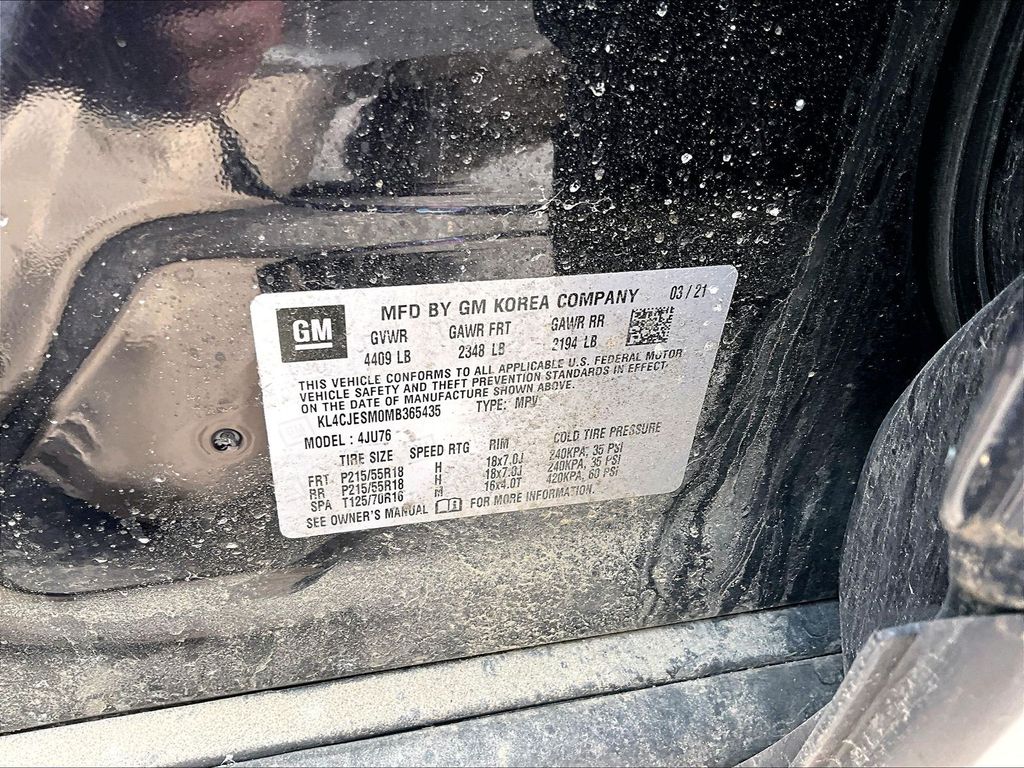 GM
MFD BY GM KOREA COMPANY 03 / 21
GVWR GAWR FRT GAWR RR
4409 LB 2348 LB 2194 LB
THIS VEHICLE CONFORMS TO ALL APPLICABLE U.S. FEDERAL MOTOR
VEHICLE SAFETY AND THEFT PREVENTION STANDARDS IN EFFECT
ON THE DATE OF MANUFACTURE SHOWN ABOVE.
KL4CJESM0MB365435 TYPE: MPV
MODEL : 4JU76
TIRE SIZE SPEED RTG RIM COLD TIRE PRESSURE
FRT P215/55R18 H 18x7.0J 240KPA, 35 PSI
RR P215/55R18 H 18x7.0J 240KPA, 35 PSI
SPA T125/70R16 M 16x4.0T 420KPA, 60 PSI
SEE OWNER'S MANUAL FOR MORE INFORMATION.